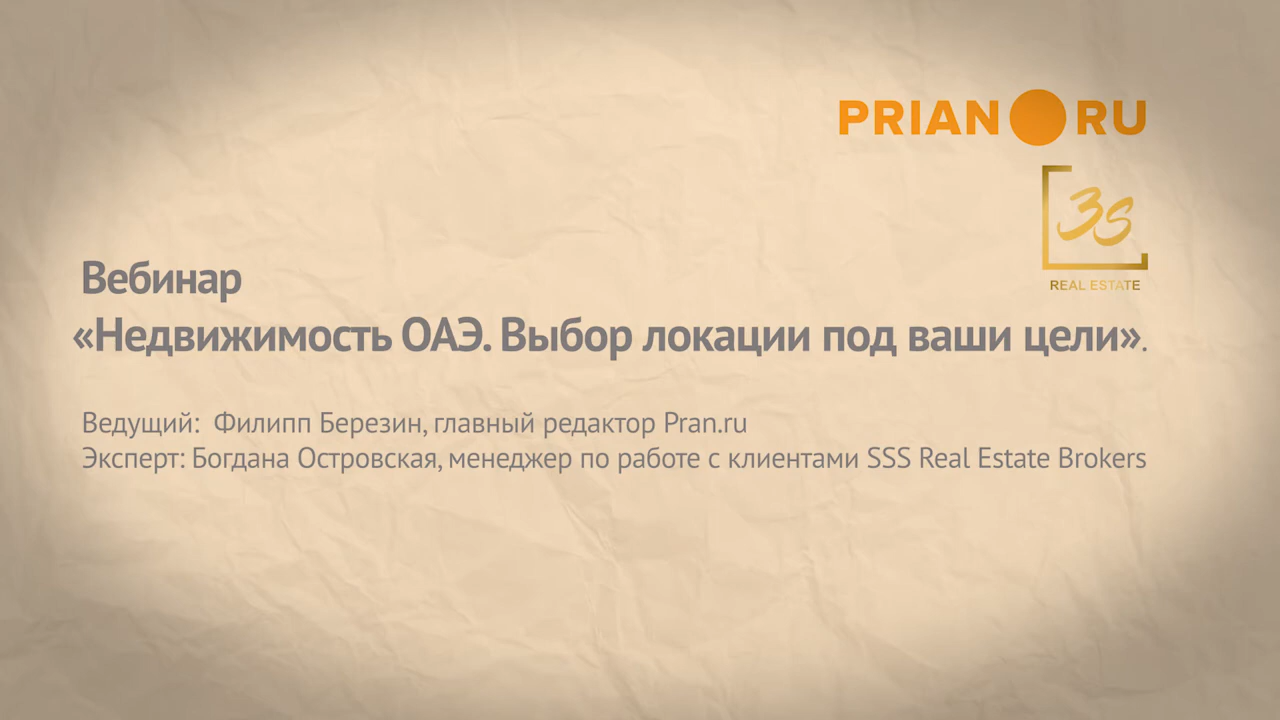 PRIAN RU
3S
REAL ESTATE
Вебинар
«Недвижимость ОАЭ. Выбор локации под ваши цели».
Ведущий: Филипп Березин, главный редактор Pran.ru
Эксперт: Богдана Островская, менеджер по работе с клиентами SSS Real Estate Brokers